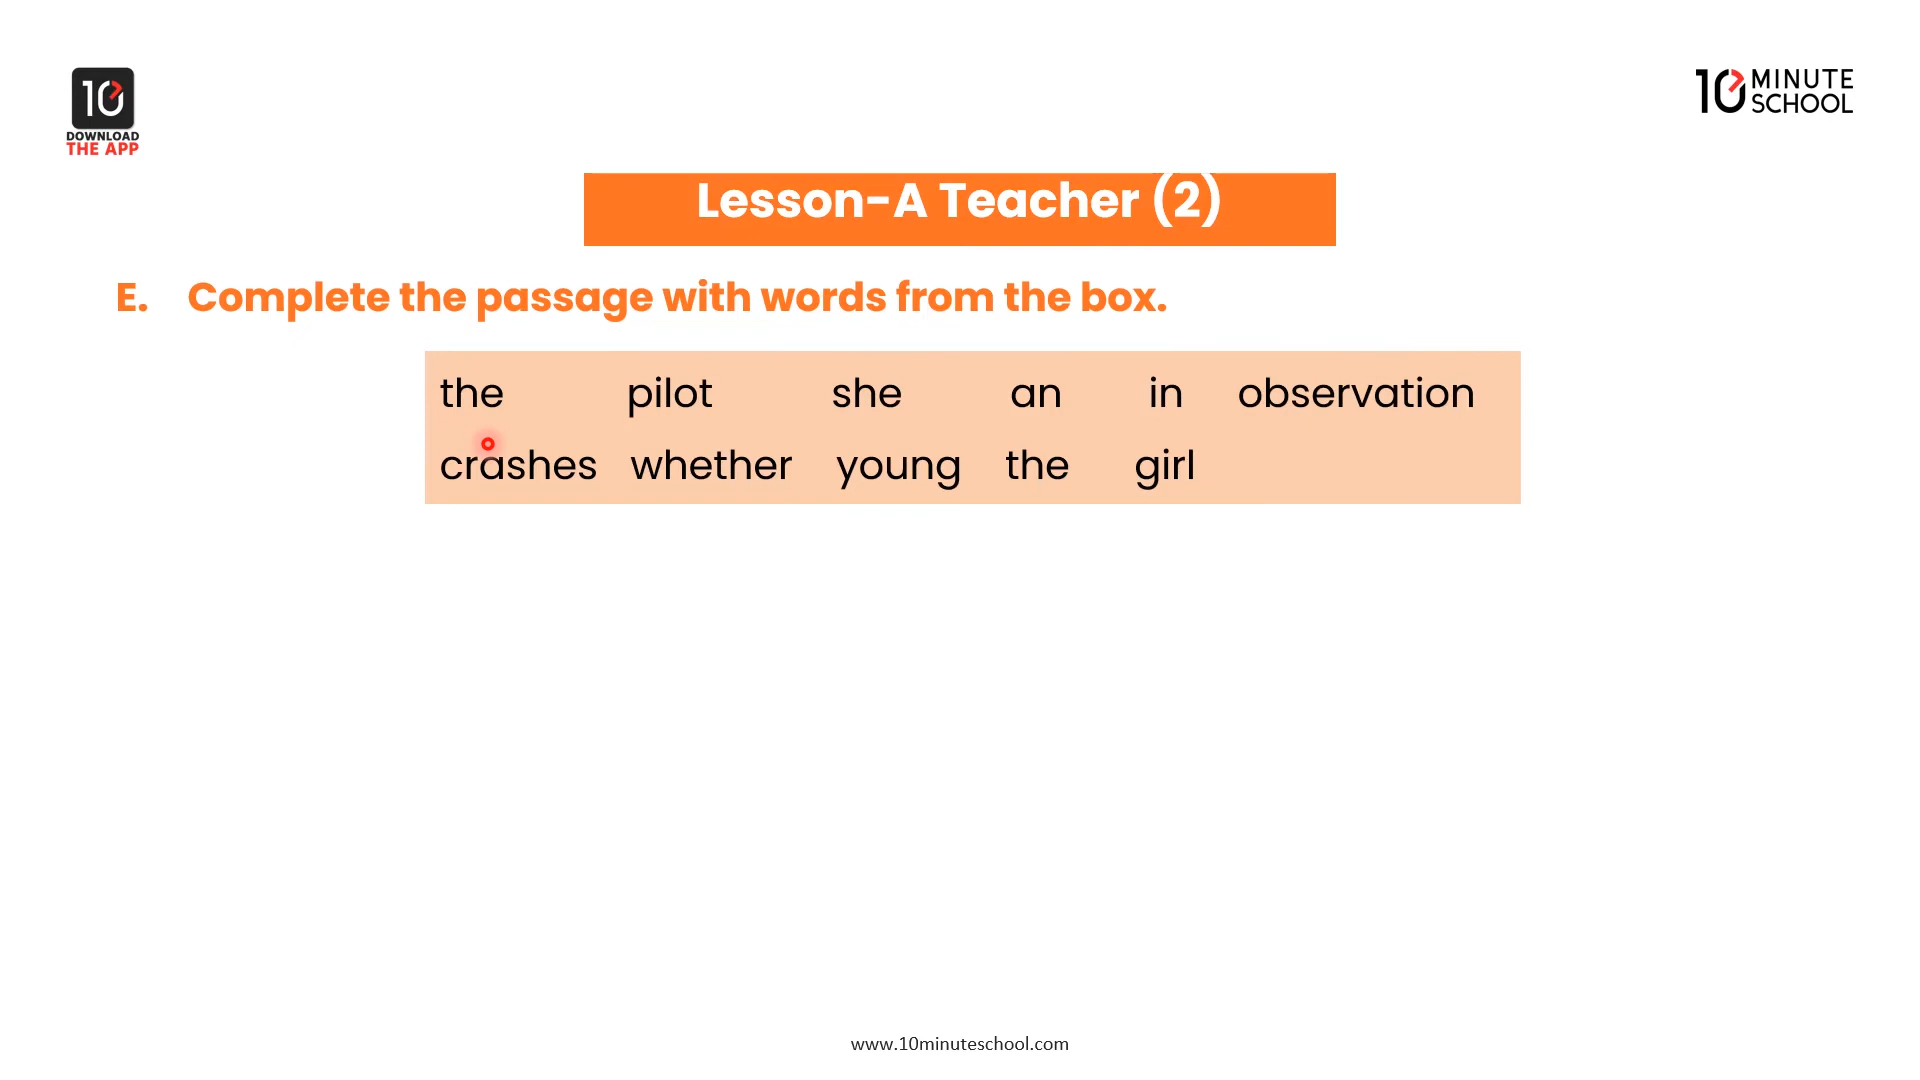 10
DOWNLOAD
THE APP
10 MINUTE
SCHOOL
Lesson-A Teacher (2)
E. Complete the passage with words from the box.
the pilot she an in observation
crashes whether young the girl
www.10minuteschool.com